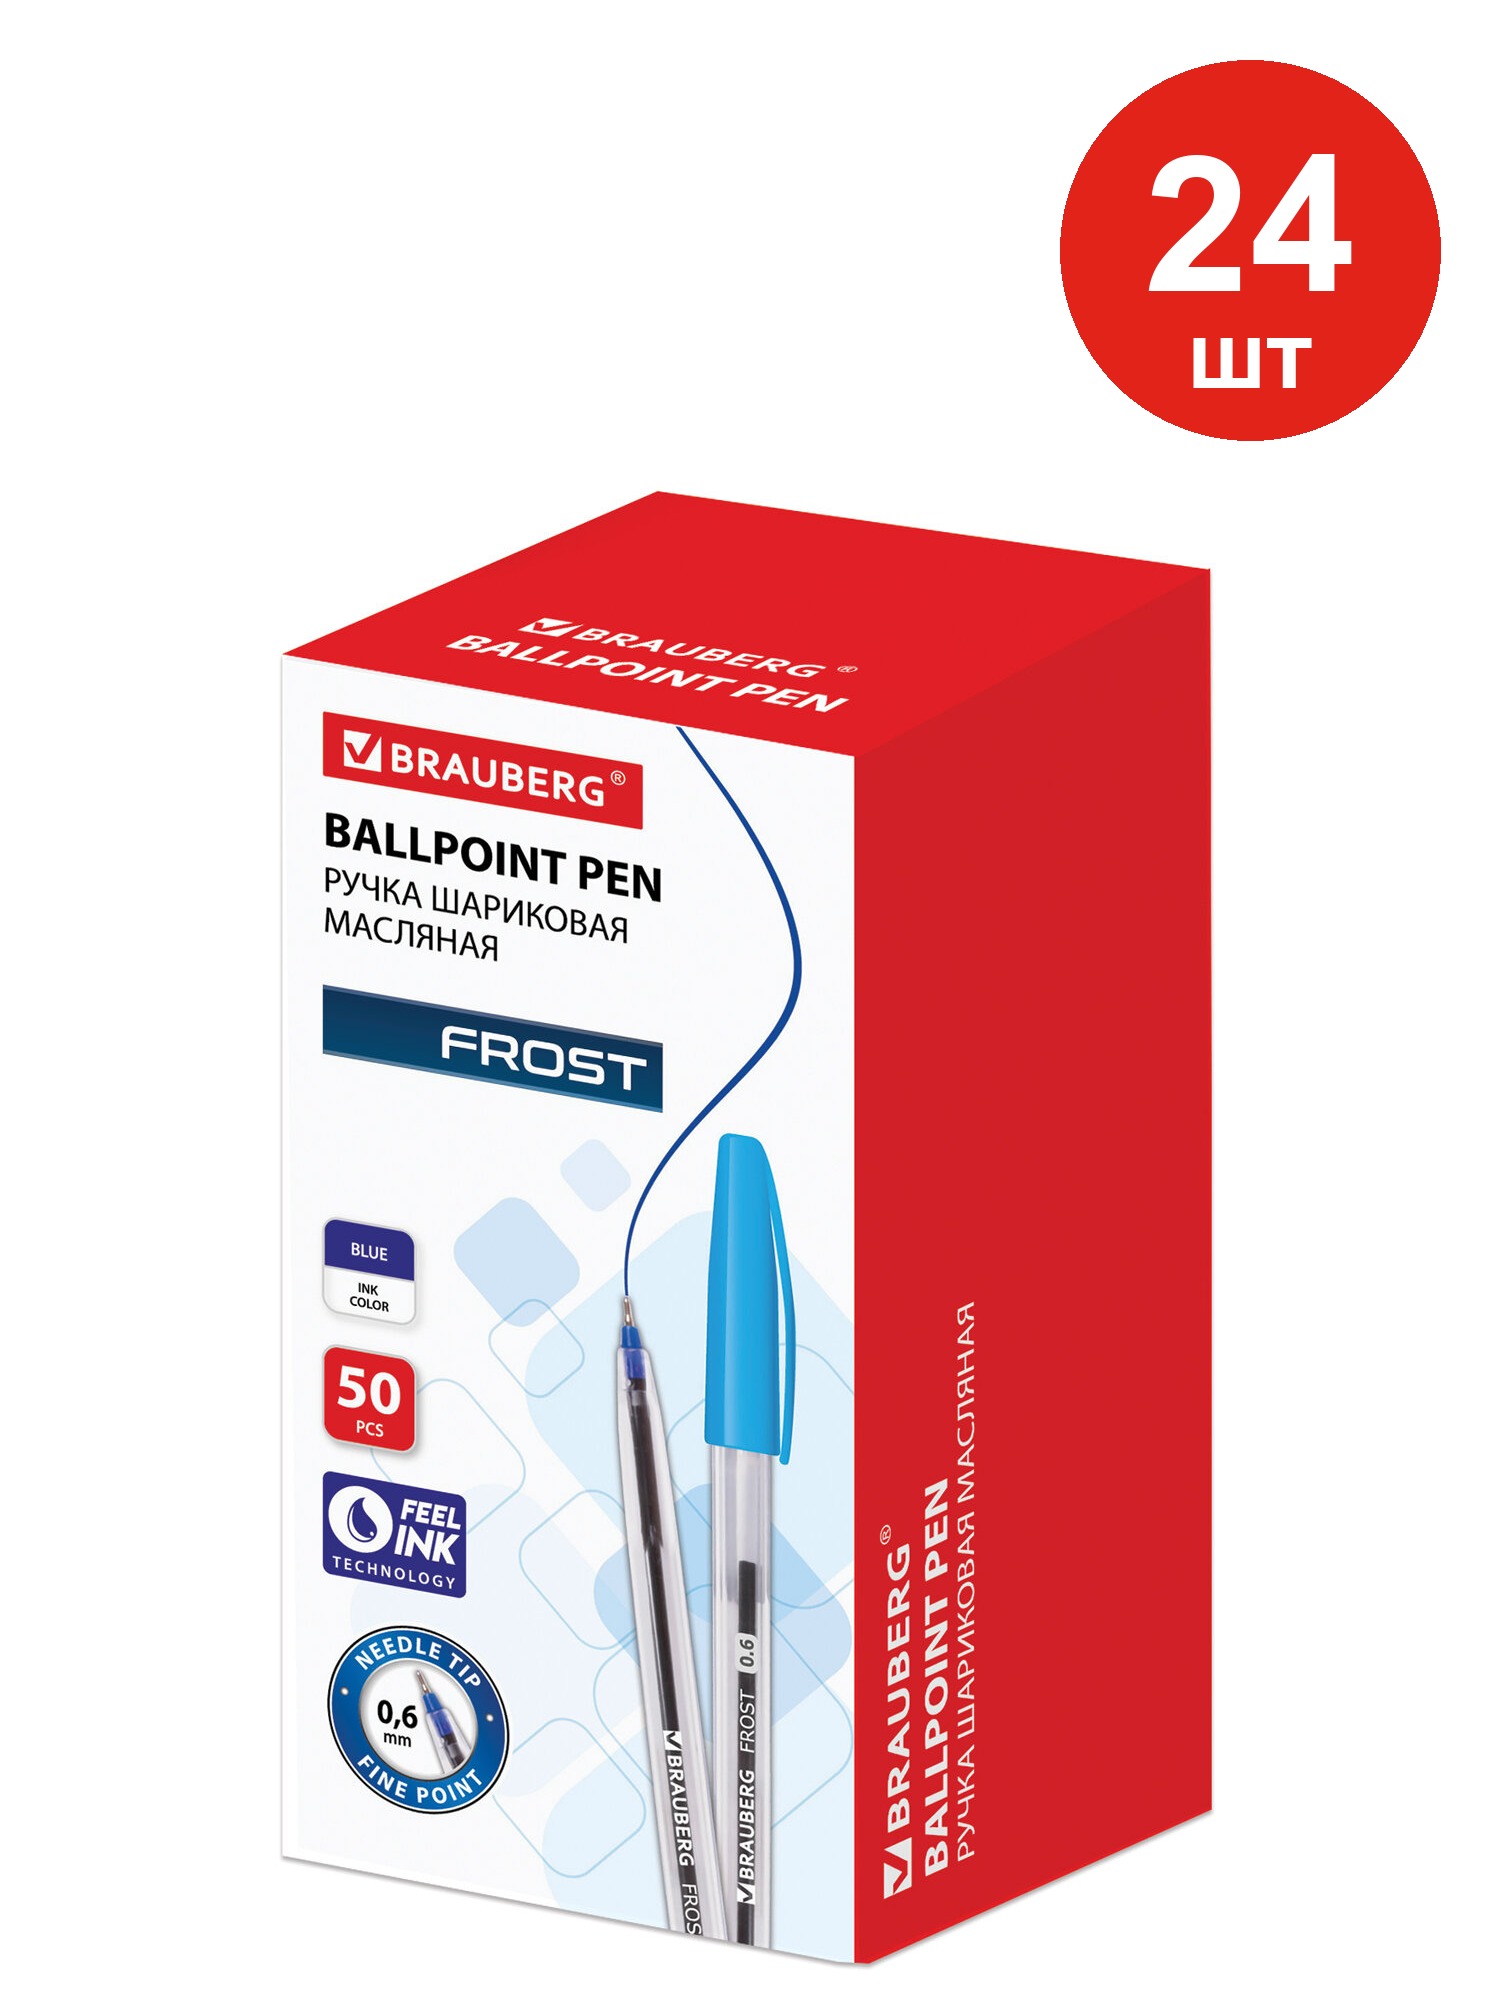 24
шт
BRAUBERG ®
BALLPOINT PEN
BRAUBERG®
BALLPOINT PEN
РУЧКА ШАРИКОВАЯ
МАСЛЯНАЯ
FROST
BLUE
INK
COLOR
50
PCS
FEEL
INK
TECHNOLOGY
NEEDLE TIP
0,6
mm
FINE POINT
BRAUBERG FROS
BRAUBERG FROST 0.6
BRAUBERG®
BALLPOINT PEN
РУЧКА ШАРИКОВАЯ МАСЛЯНАЯ